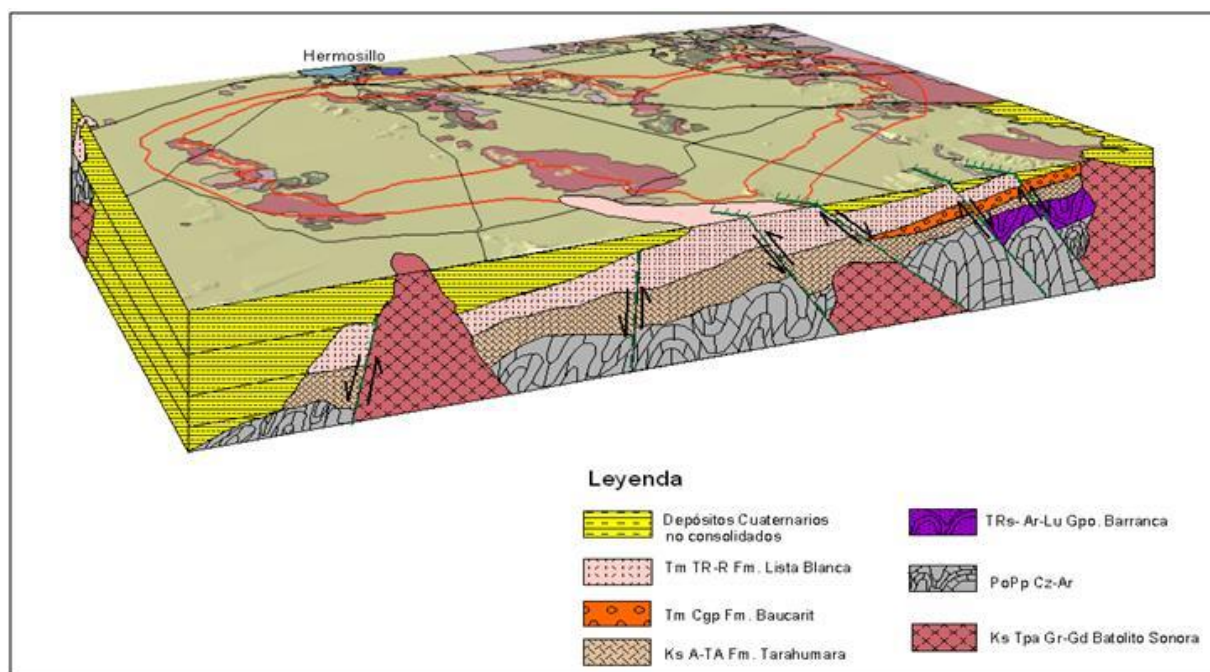 Hermosillo
Leyenda
Depósitos Cuaternarios
no consolidados
Tm TR-R Fm. Lista Blanca
Tm Cgp Fm. Baucarit
Ks A-TA Fm. Tarahumara
TRs- Ar-Lu Gpo. Barranca
PoPp Cz-Ar
Ks Tpa Gr-Gd Batolito Sonora